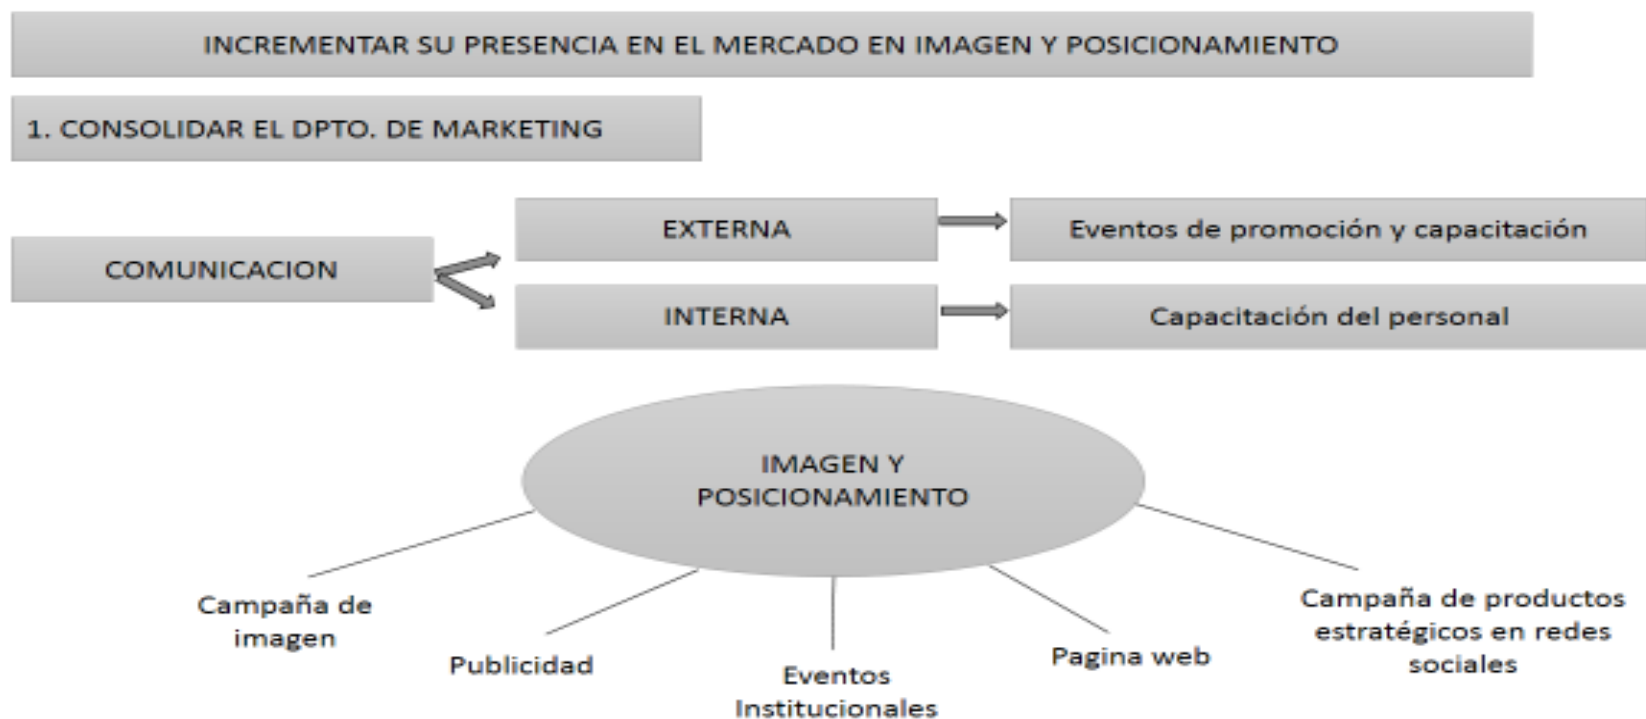 INCREMENTAR SU PRESENCIA EN EL MERCADO EN IMAGEN Y POSICIONAMIENTO
1. CONSOLIDAR EL DPTO. DE MARKETING
COMUNICACION
EXTERNA
Eventos de promoción y capacitación
INTERNA
Capacitación del personal
IMAGEN Y
POSICIONAMIENTO
Campaña de
imagen
Publicidad
Eventos
Institucionales
Pagina web
Campaña de productos
estratégicos en redes
sociales